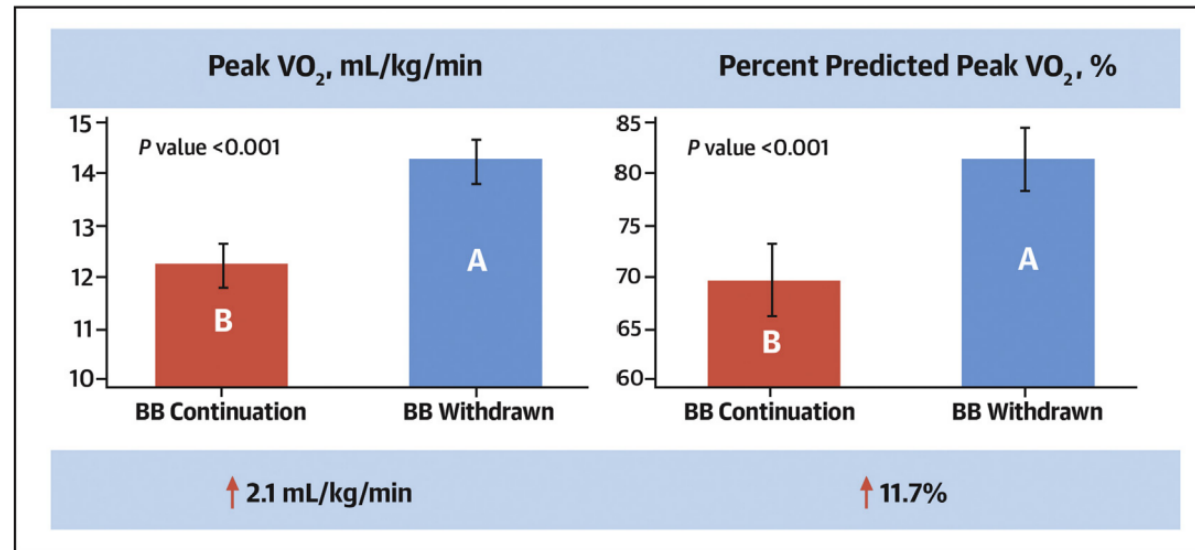 Peak VO₂, mL/kg/min
Percent Predicted Peak VO₂, %
15
14
13
12
11
10
P value <0.001
B
A
BB Continuation
BB Withdrawn
85
80
75
70
65
60
P value <0.001
B
A
BB Continuation
BB Withdrawn
↑ 2.1 mL/kg/min
↑ 11.7%